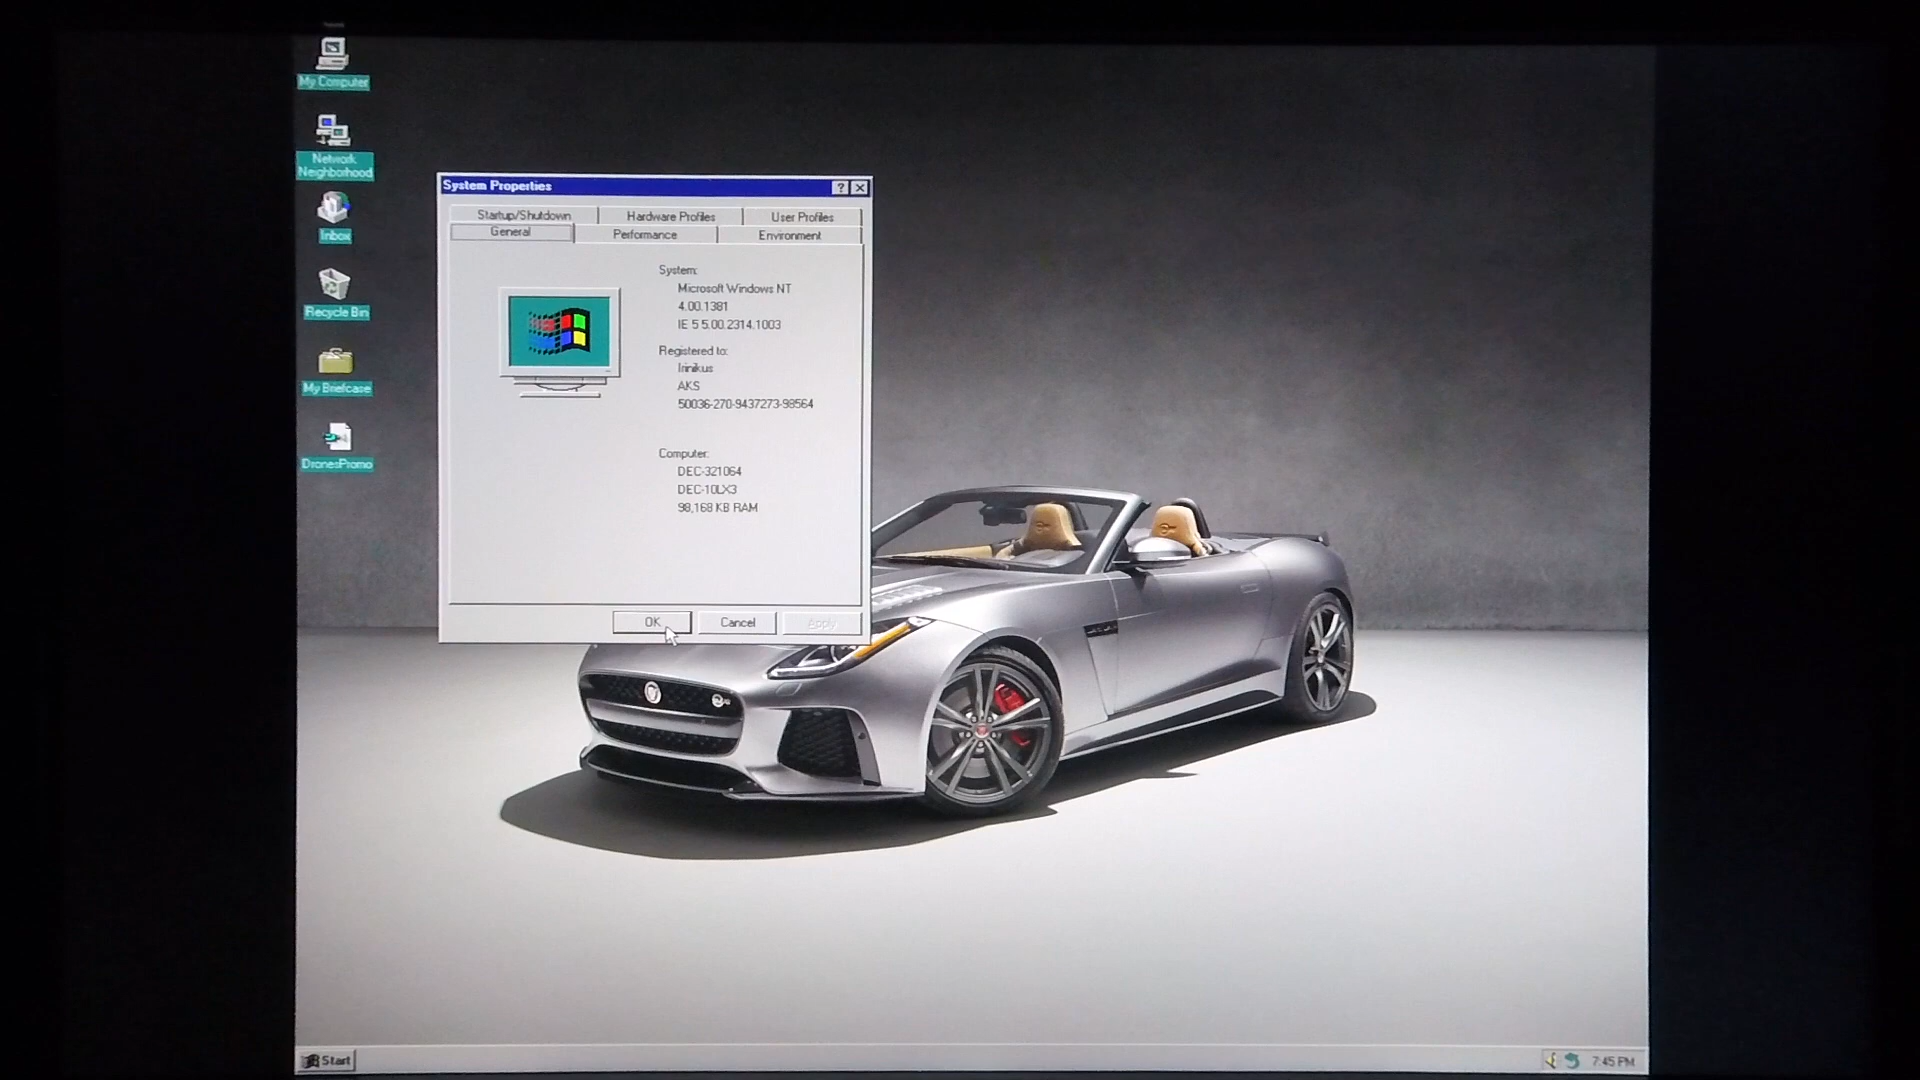 My Computer
Network
Neighborhood
Inbox
Recycle Bin
My Briefcase
DronesPromo
System Properties
Startup/Shutdown
Hardware Profiles
User Profiles
General
Performance
Environment
System:
Microsoft Windows NT
4.00.1381
IE 5 5.00.2314.1003
Registered to:
Irinikus
AKS
50036-270-9437273-98564
Computer:
DEC-321064
DEC-10LX3
98,168 KB RAM
OK
Cancel
Apply
Start
7:45 PM